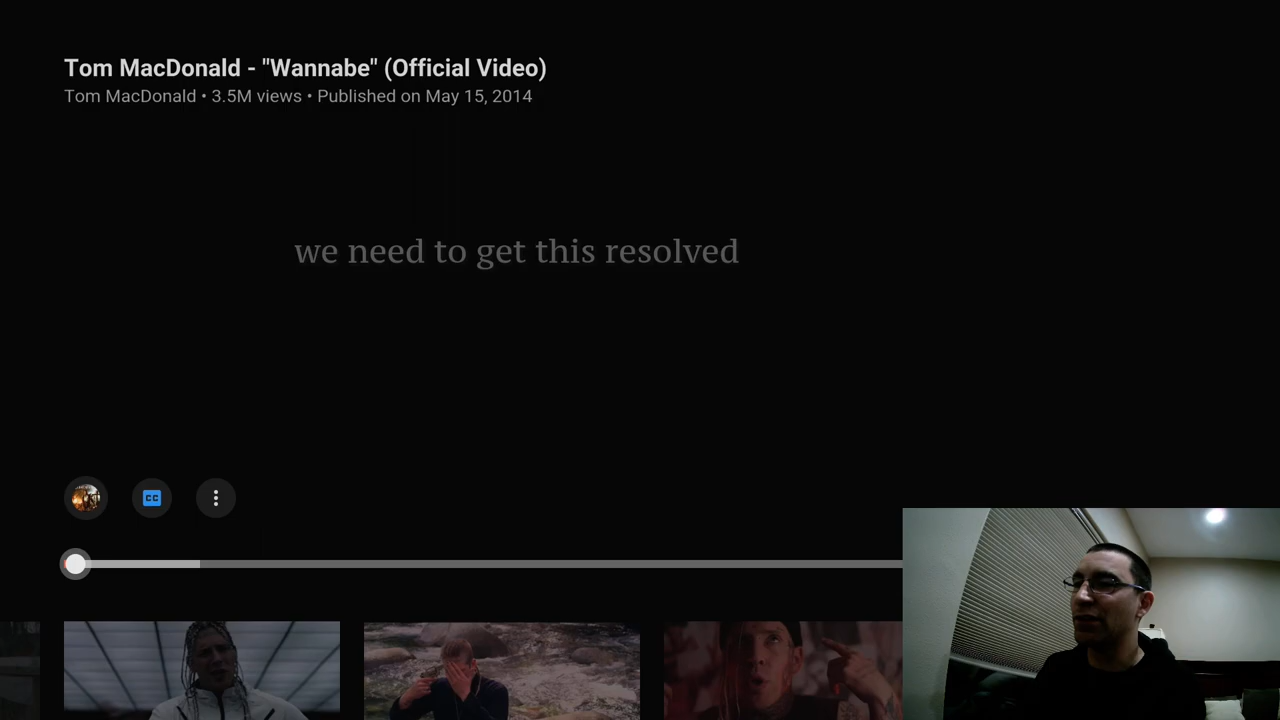 Tom MacDonald - "Wannabe" (Official Video)
Tom MacDonald • 3.5M views • Published on May 15, 2014
we need to get this resolved
CC